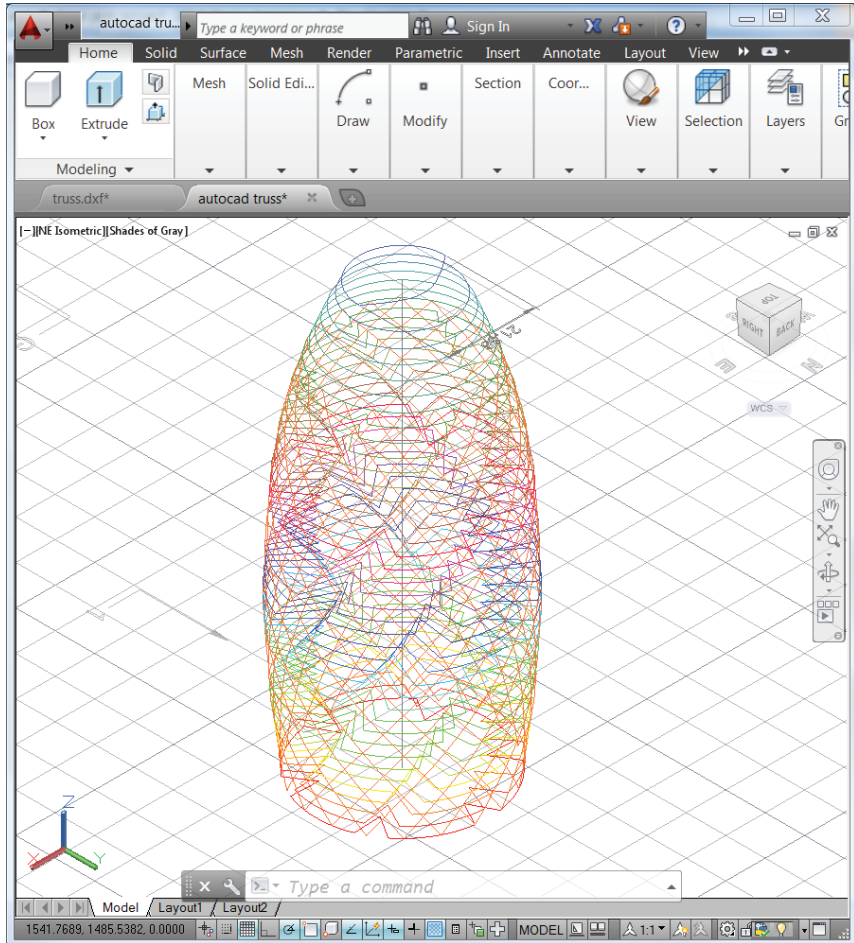 autocad tru... Type a keyword or phrase Sign In
Home Solid Surface Mesh Render Parametric Insert Annotate Layout View
Mesh Solid Edi... Section Coor...
Box Extrude Draw Modify View Selection Layers Gr
Modeling
truss.dxf* autocad truss*
[−][NE Isometric][Shades of Gray]
TOP
RIGHT BACK
E N
WCS
Z
X Y
Type a command
Model Layout1 Layout2
1541.7689, 1485.5382, 0.0000 MODEL 1:1